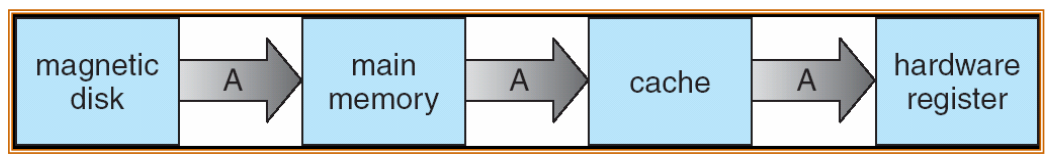 magnetic
disk
A
main
memory
A
cache
A
hardware
register